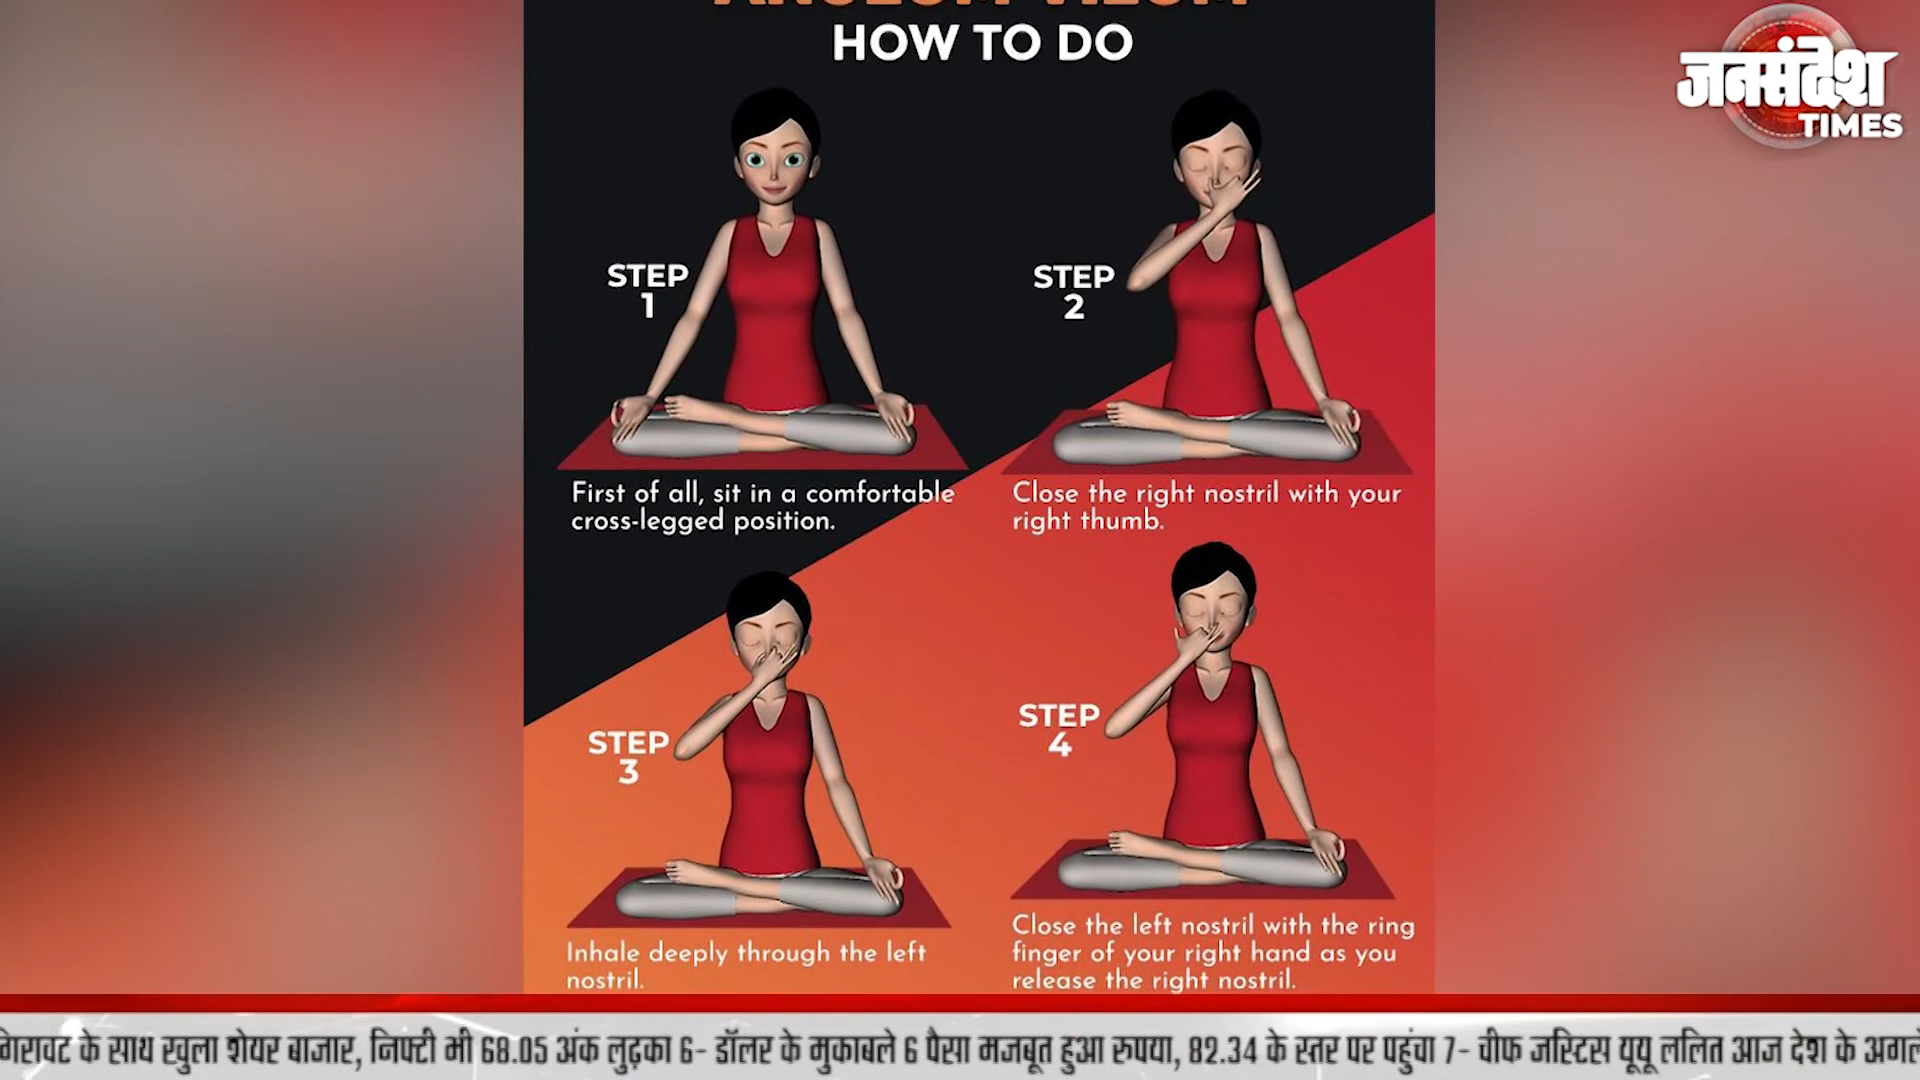 HOW TO DO
जनसंदेश
TIMES
STEP
1
STEP
2
First of all, sit in a comfortable
cross-legged position.
Close the right nostril with your
right thumb.
STEP
3
STEP
4
Inhale deeply through the left
nostril.
Close the left nostril with the ring
finger of your right hand as you
release the right nostril.
के साथ खुला शेयर बाजार, निफ्टी भी 68.05 अंक लुढ़का 6- डॉलर के मुकाबले 6 पैसा मजबूत हुआ रुपया, 82.34 के स्तर पर पहुंचा 7- चीफ जस्टिस यूयू ललित आज देश के